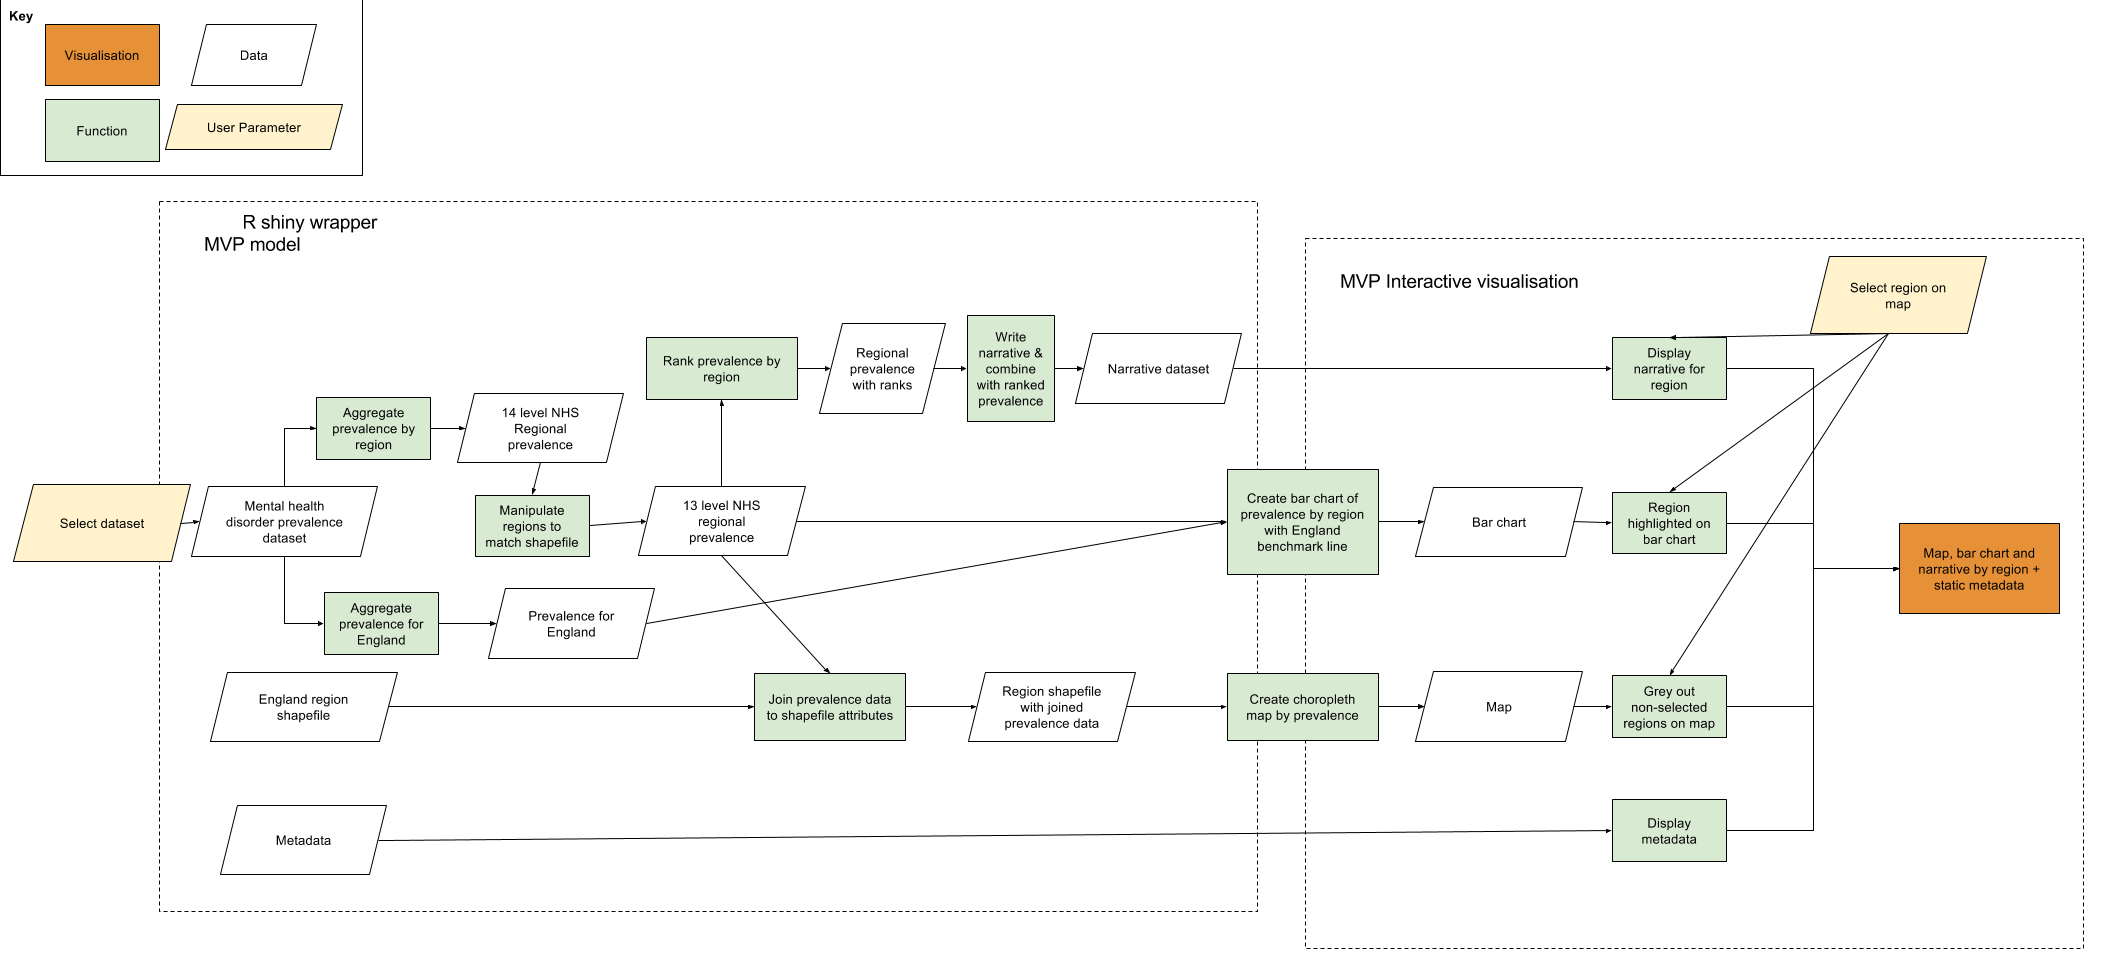 Key
Visualisation
Data
Function
User Parameter
R shiny wrapper
MVP model
MVP Interactive visualisation
Select region on
map
Rank prevalence by
region
Regional
prevalence
with ranks
Write
narrative &
combine
with ranked
prevalence
Narrative dataset
Display
narrative for
region
Aggregate
prevalence by
region
14 level NHS
Regional
prevalence
Select dataset
Mental health
disorder prevalence
dataset
Manipulate
regions to
match shapefile
13 level NHS
regional
prevalence
Create bar chart of
prevalence by region
with England
benchmark line
Bar chart
Region
highlighted on
bar chart
Map, bar chart and
narrative by region +
static metadata
Aggregate
prevalence for
England
Prevalence for
England
England region
shapefile
Join prevalence data
to shapefile attributes
Region shapefile
with joined
prevalence data
Create choropleth
map by prevalence
Map
Grey out
non-selected
regions on map
Metadata
Display
metadata